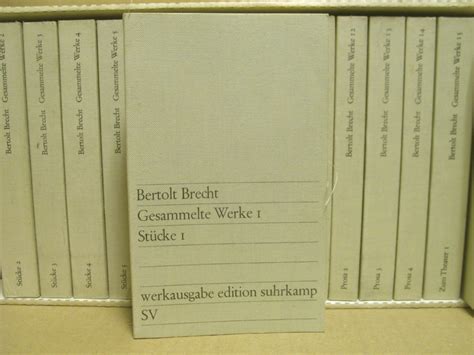 Stücke 2 Bertolt Brecht Gesammelte Werke 2
Stücke 3 Bertolt Brecht Gesammelte Werke 3
Stücke 4 Bertolt Brecht Gesammelte Werke 4
Stücke 5 Bertolt Brecht Gesammelte Werke 5
Bertolt Brecht
Gesammelte Werke 1
Stücke 1
werkausgabe edition suhrkamp
SV
Prosa 2 Bertolt Brecht Gesammelte Werke 12
Prosa 3 Bertolt Brecht Gesammelte Werke 13
Prosa 4 Bertolt Brecht Gesammelte Werke 14
Zum Theater 1 Bertolt Brecht Gesammelte Werke 15